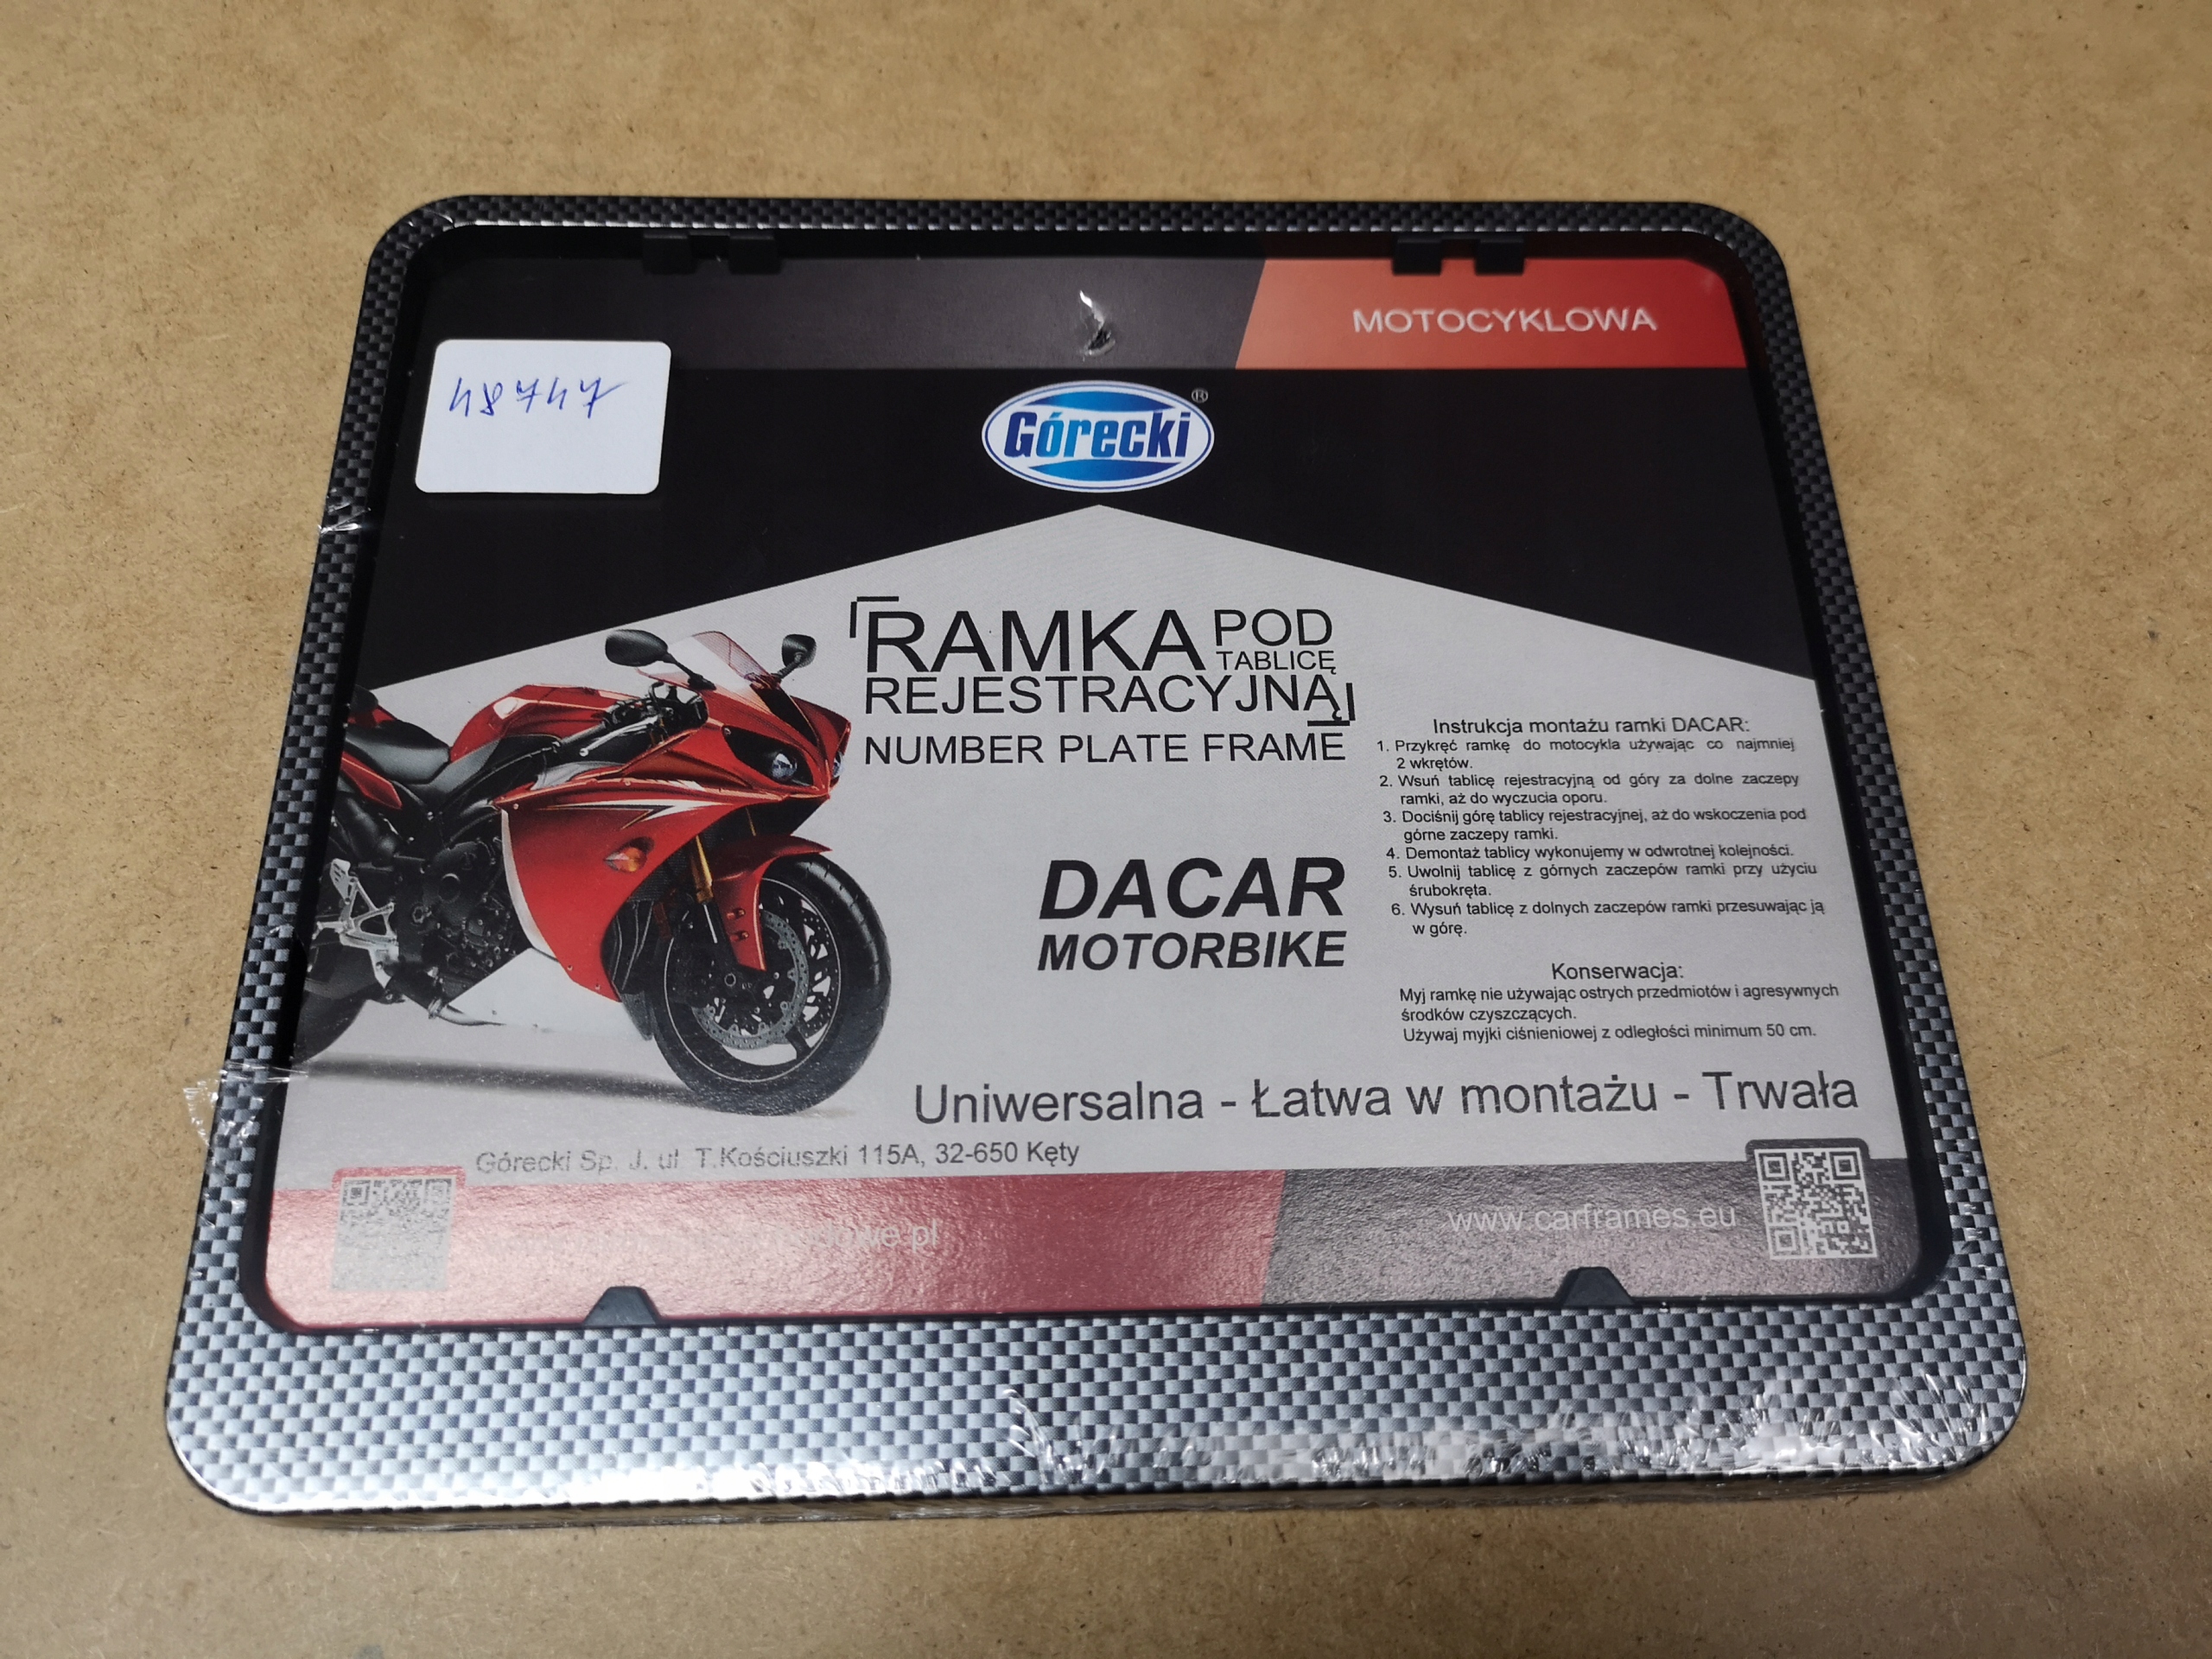 MOTOCYKLOWA
48747
Górecki ®
RAMKA POD
TABLICĘ
REJESTRACYJNĄ
NUMBER PLATE FRAME
DACAR
MOTORBIKE
Instrukcja montażu ramki DACAR:
1. Przykręć ramkę do motocykla używając co najmniej
2 wkrętów.
2. Wsuń tablicę rejestracyjną od góry za dolne zaczepy
ramki, aż do wyczucia oporu.
3. Dociśnij górę tablicy rejestracyjnej, aż do wskoczenia pod
górne zaczepy ramki.
4. Demontaż tablicy wykonujemy w odwrotnej kolejności.
5. Uwolnij tablicę z górnych zaczepów ramki przy użyciu
śrubokręta.
6. Wysuń tablicę z dolnych zaczepów ramki przesuwając ją
w górę.
Konserwacja:
Myj ramkę nie używając ostrych przedmiotów i agresywnych
środków czyszczących.
Używaj myjki ciśnieniowej z odległości minimum 50 cm.
Uniwersalna - Łatwa w montażu - Trwała
Górecki Sp. J. ul. T.Kościuszki 115A, 32-650 Kęty
www.carframes.eu